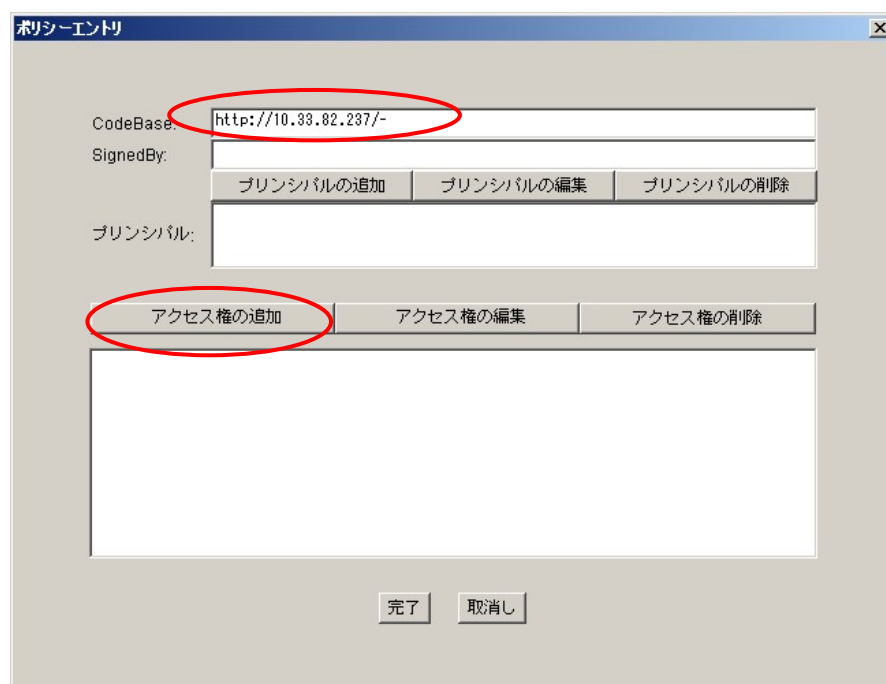 ポリシーエントリ
CodeBase: http://10.33.82.237/-
SignedBy:
プリンシパルの追加 プリンシパルの編集 プリンシパルの削除
プリンシパル:
アクセス権の追加 アクセス権の編集 アクセス権の削除
完了 取消し